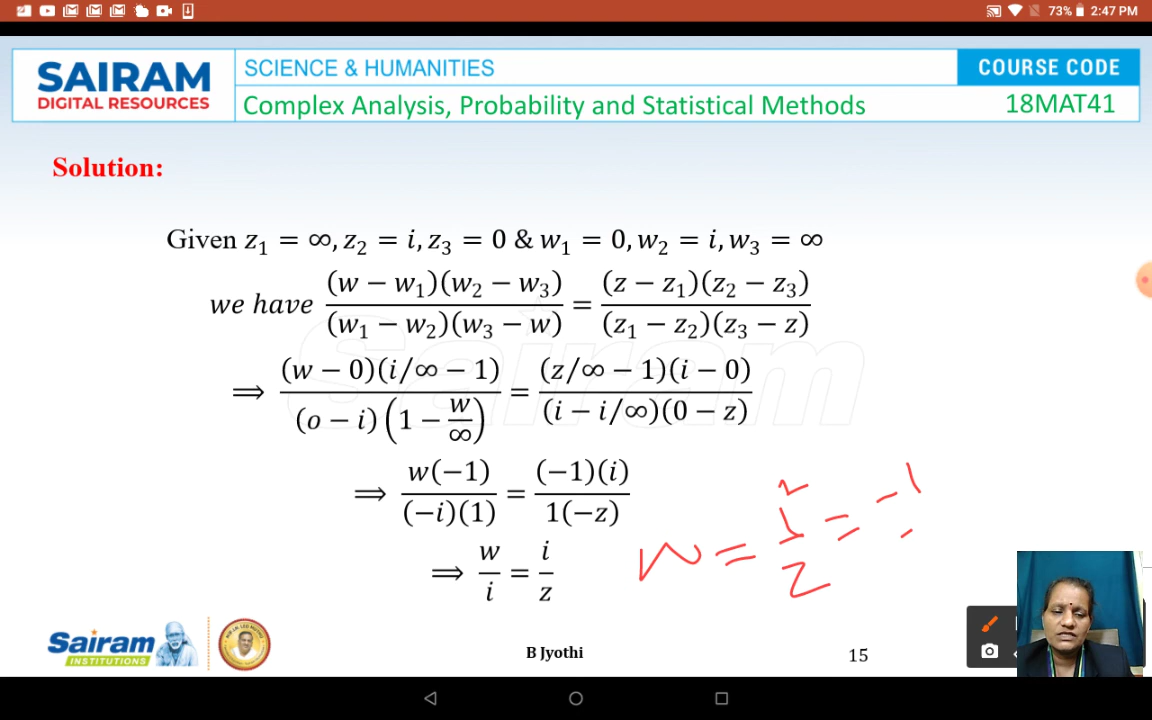 73% 2:47 PM
SAIRAM
DIGITAL RESOURCES
SCIENCE & HUMANITIES
Complex Analysis, Probability and Statistical Methods
COURSE CODE
18MAT41
Solution:
Given z₁ = ∞, z₂ = i, z₃ = 0 & w₁ = 0, w₂ = i, w₃ = ∞
we have (w − w₁)(w₂ − w₃) / (w₁ − w₂)(w₃ − w) = (z − z₁)(z₂ − z₃) / (z₁ − z₂)(z₃ − z)
⟹ (w − 0)(i/∞ − 1) / (o − i)(1 − w/∞) = (z/∞ − 1)(i − 0) / (i − i/∞)(0 − z)
⟹ w(−1) / (−i)(1) = (−1)(i) / 1(−z)
⟹ w/i = i/z
w = i²/z = −1
Sairam
Sairam
INSTITUTIONS
B Jyothi
15